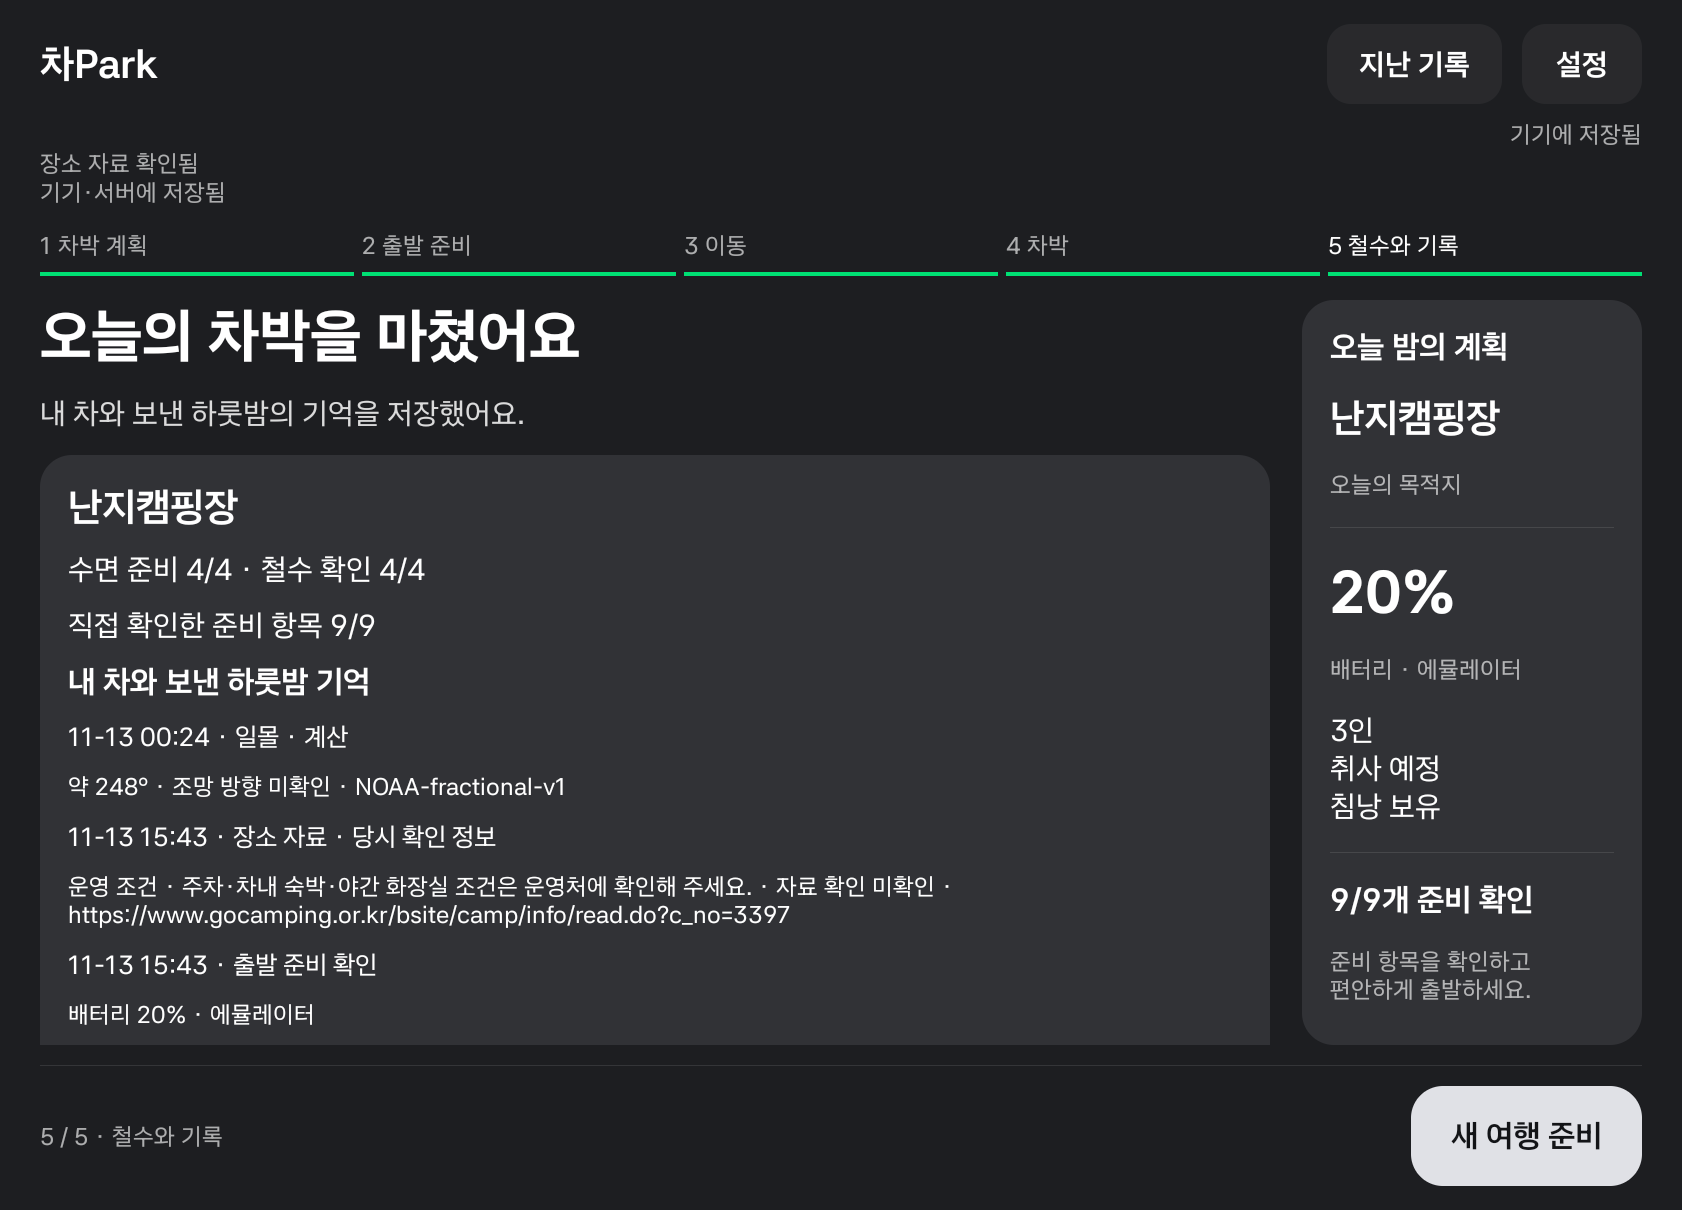 차Park
지난 기록
설정
기기에 저장됨
장소 자료 확인됨
기기·서버에 저장됨
1 차박 계획
2 출발 준비
3 이동
4 차박
5 철수와 기록
오늘의 차박을 마쳤어요
내 차와 보낸 하룻밤의 기억을 저장했어요.
난지캠핑장
수면 준비 4/4 · 철수 확인 4/4
직접 확인한 준비 항목 9/9
내 차와 보낸 하룻밤 기억
11-13 00:24 · 일몰 · 계산
약 248° · 조망 방향 미확인 · NOAA-fractional-v1
11-13 15:43 · 장소 자료 · 당시 확인 정보
운영 조건 · 주차·차내 숙박·야간 화장실 조건은 운영처에 확인해 주세요. · 자료 확인 미확인 ·
https://www.gocamping.or.kr/bsite/camp/info/read.do?c_no=3397
11-13 15:43 · 출발 준비 확인
배터리 20% · 에뮬레이터
오늘 밤의 계획
난지캠핑장
오늘의 목적지
20%
배터리 · 에뮬레이터
3인
취사 예정
침낭 보유
9/9개 준비 확인
준비 항목을 확인하고
편안하게 출발하세요.
5 / 5 · 철수와 기록
새 여행 준비